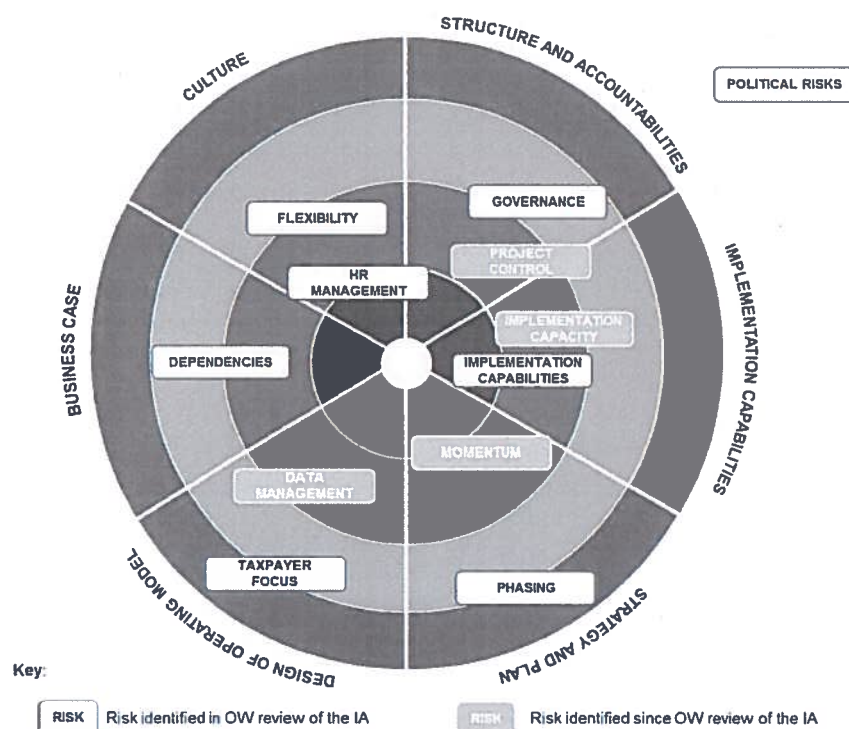 STRUCTURE AND ACCOUNTABILITIES
CULTURE
POLITICAL RISKS
GOVERNANCE
FLEXIBILITY
PROJECT
CONTROL
HR
MANAGEMENT
IMPLEMENTATION CAPABILITIES
BUSINESS CASE
IMPLEMENTATION
CAPACITY
DEPENDENCIES
IMPLEMENTATION
CAPABILITIES
MOMENTUM
DATA
MANAGEMENT
TAXPAYER
FOCUS
PHASING
DESIGN OF OPERATING MODEL
STRATEGY AND PLAN
Key:
RISK Risk identified in OW review of the IA
RISK Risk identified since OW review of the IA